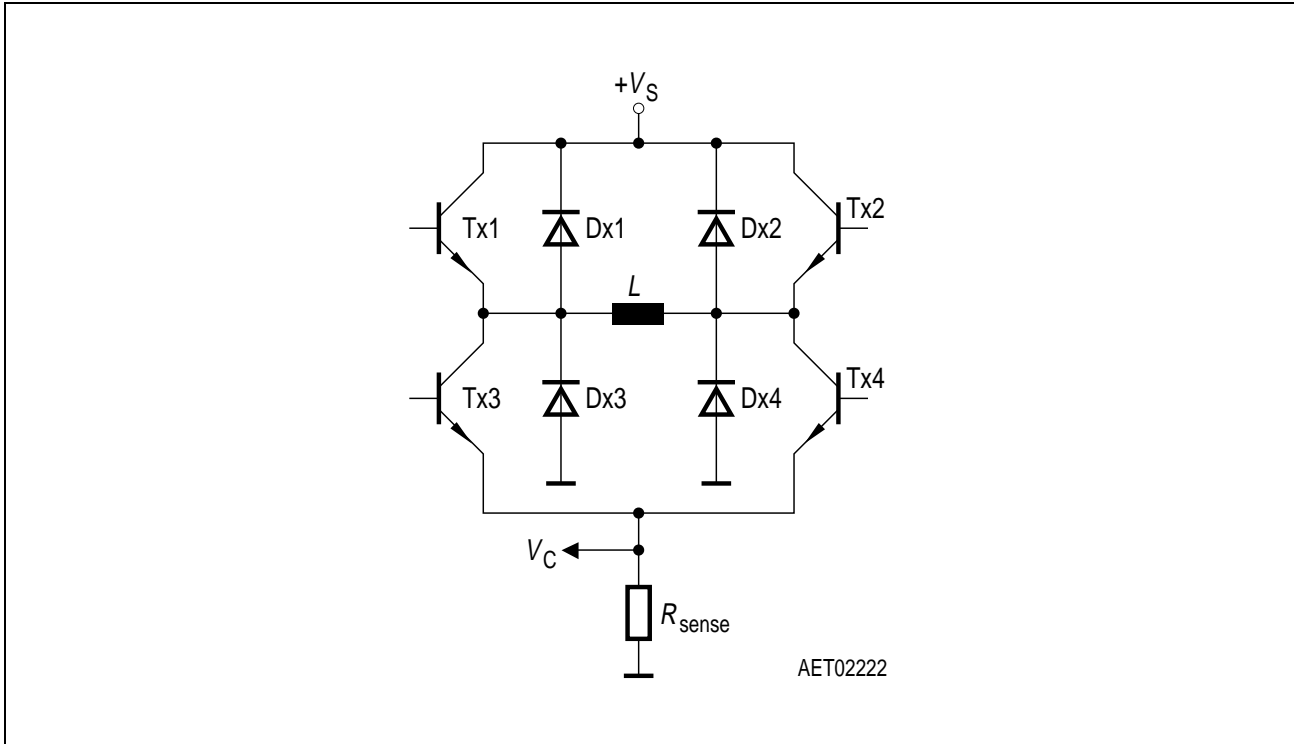 +VS
Tx1
Dx1
Dx2
Tx2
L
Tx3
Dx3
Dx4
Tx4
VC
Rsense
AET02222